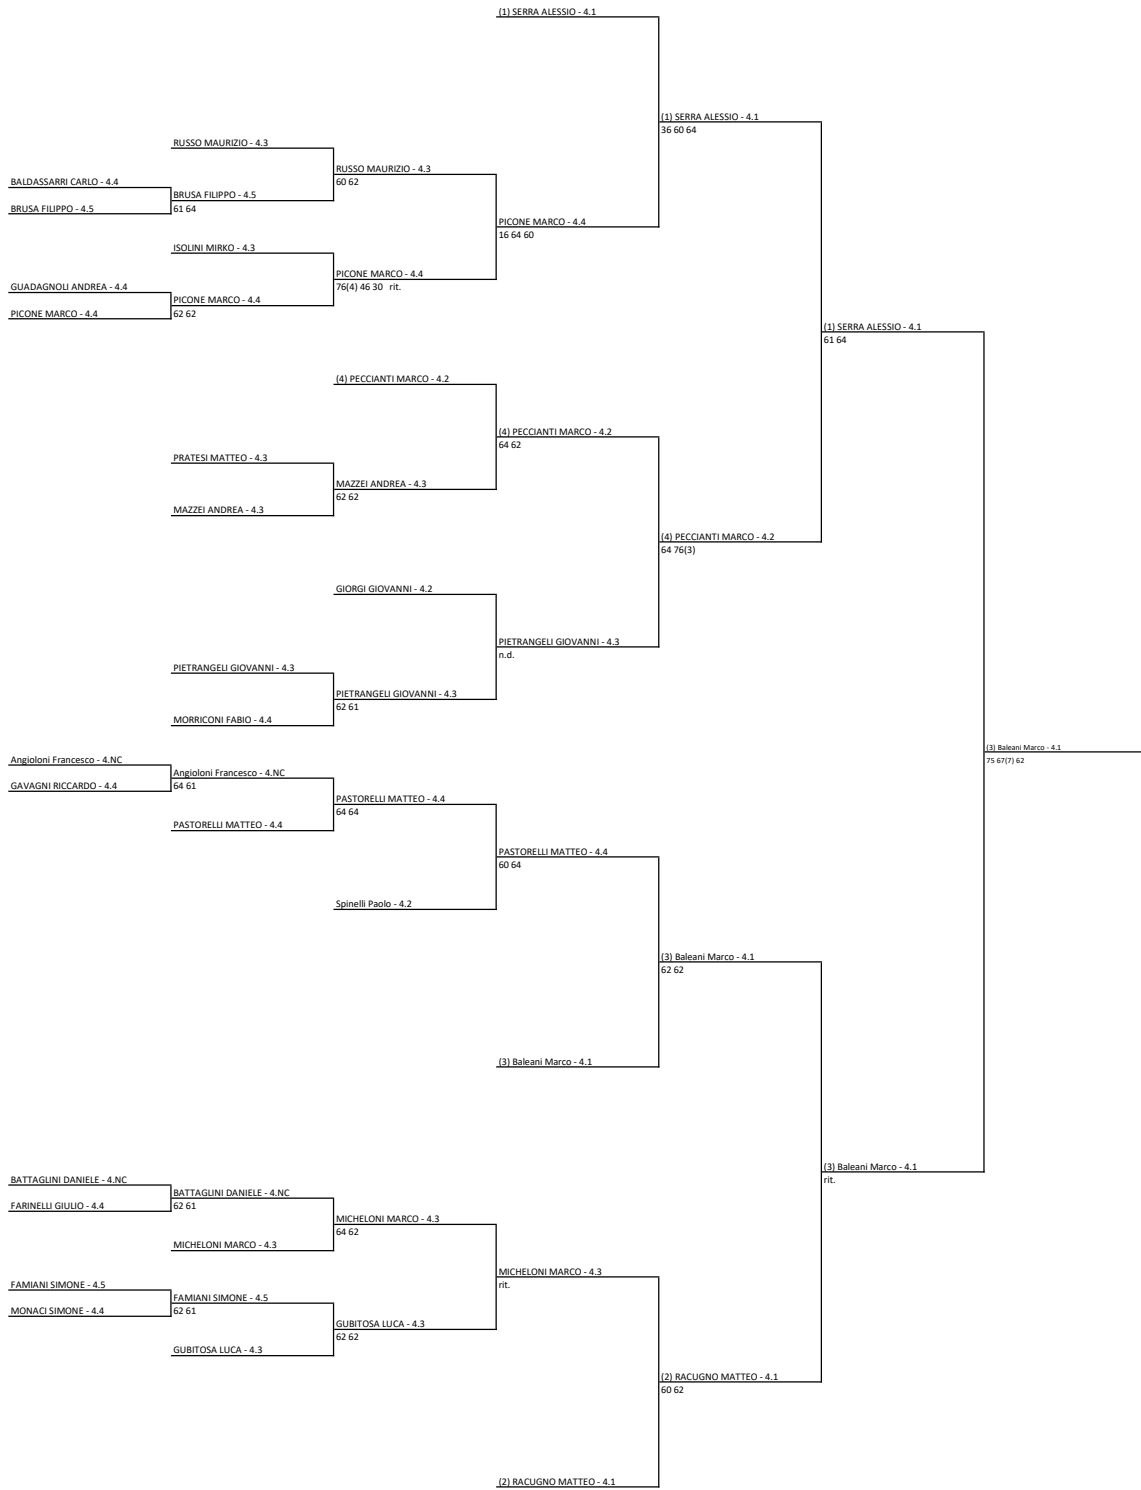 (1) SERRA ALESSIO - 4.1
(1) SERRA ALESSIO - 4.1
36 60 64
RUSSO MAURIZIO - 4.3
RUSSO MAURIZIO - 4.3
60 62
BALDASSARRI CARLO - 4.4
BRUSA FILIPPO - 4.5
61 64
BRUSA FILIPPO - 4.5
PICONE MARCO - 4.4
16 64 60
ISOLINI MIRKO - 4.3
PICONE MARCO - 4.4
76(4) 46 30 rit.
GUADAGNOLI ANDREA - 4.4
PICONE MARCO - 4.4
62 62
PICONE MARCO - 4.4
(1) SERRA ALESSIO - 4.1
61 64
(4) PECCIANTI MARCO - 4.2
(4) PECCIANTI MARCO - 4.2
64 62
PRATESI MATTEO - 4.3
MAZZEI ANDREA - 4.3
62 62
MAZZEI ANDREA - 4.3
(4) PECCIANTI MARCO - 4.2
64 76(3)
GIORGI GIOVANNI - 4.2
PIETRANGELI GIOVANNI - 4.3
n.d.
PIETRANGELI GIOVANNI - 4.3
PIETRANGELI GIOVANNI - 4.3
62 61
MORRICONI FABIO - 4.4
(3) Baleani Marco - 4.1
75 67(7) 62
Angioloni Francesco - 4.NC
Angioloni Francesco - 4.NC
64 61
GAVAGNI RICCARDO - 4.4
PASTORELLI MATTEO - 4.4
64 64
PASTORELLI MATTEO - 4.4
PASTORELLI MATTEO - 4.4
60 64
Spinelli Paolo - 4.2
(3) Baleani Marco - 4.1
62 62
(3) Baleani Marco - 4.1
(3) Baleani Marco - 4.1
rit.
BATTAGLINI DANIELE - 4.NC
BATTAGLINI DANIELE - 4.NC
62 61
FARINELLI GIULIO - 4.4
MICHELONI MARCO - 4.3
64 62
MICHELONI MARCO - 4.3
MICHELONI MARCO - 4.3
rit.
FAMIANI SIMONE - 4.5
FAMIANI SIMONE - 4.5
62 61
MONACI SIMONE - 4.4
GUBITOSA LUCA - 4.3
62 62
GUBITOSA LUCA - 4.3
(2) RACUGNO MATTEO - 4.1
60 62
(2) RACUGNO MATTEO - 4.1